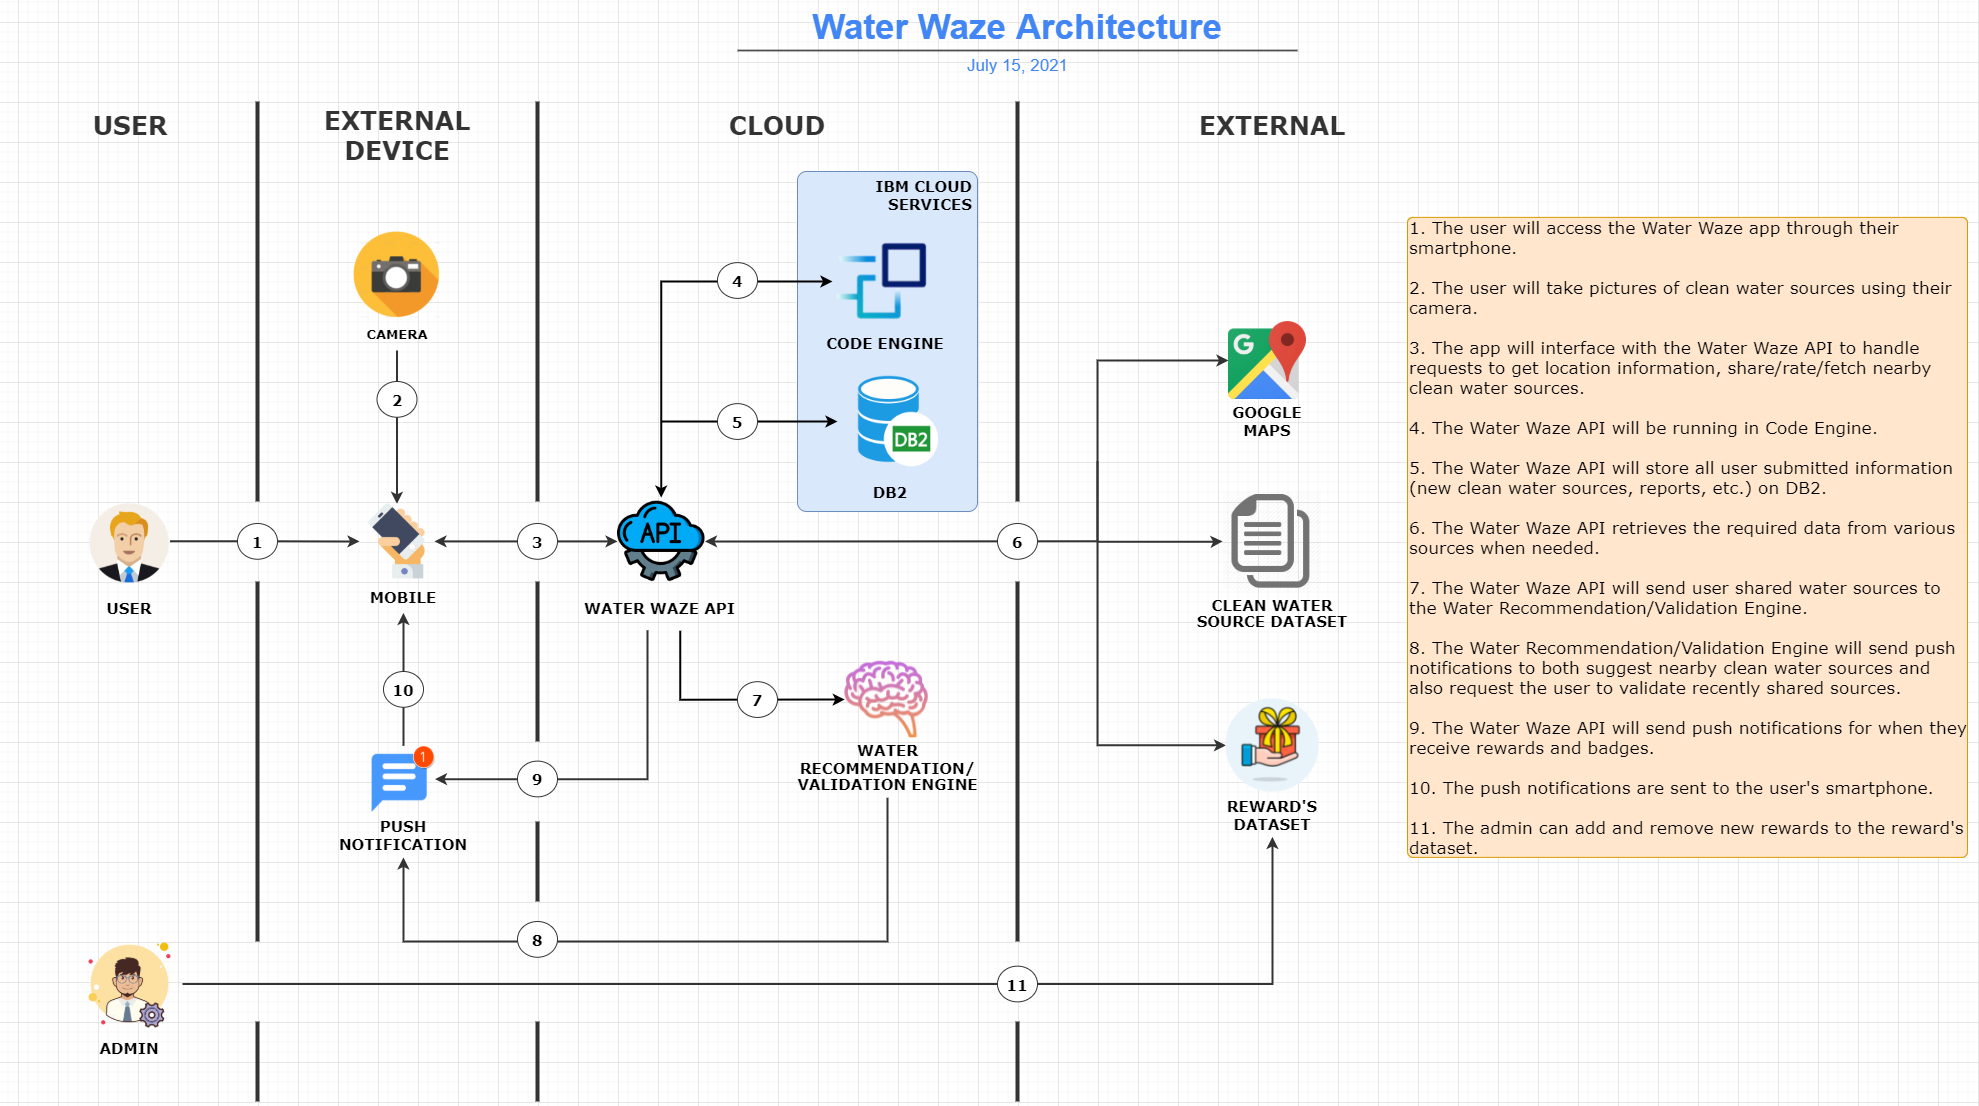 Water Waze Architecture
July 15, 2021
USER
EXTERNAL
DEVICE
CLOUD
EXTERNAL
IBM CLOUD
SERVICES
CAMERA
2
4
CODE ENGINE
5
DB2
DB2
G
GOOGLE
MAPS
USER
1
MOBILE
3
API
WATER WAZE API
6
CLEAN WATER
SOURCE DATASET
10
7
1
PUSH
NOTIFICATION
9
WATER
RECOMMENDATION/
VALIDATION ENGINE
REWARD'S
DATASET
8
ADMIN
11
1. The user will access the Water Waze app through their
smartphone.
2. The user will take pictures of clean water sources using their
camera.
3. The app will interface with the Water Waze API to handle
requests to get location information, share/rate/fetch nearby
clean water sources.
4. The Water Waze API will be running in Code Engine.
5. The Water Waze API will store all user submitted information
(new clean water sources, reports, etc.) on DB2.
6. The Water Waze API retrieves the required data from various
sources when needed.
7. The Water Waze API will send user shared water sources to
the Water Recommendation/Validation Engine.
8. The Water Recommendation/Validation Engine will send push
notifications to both suggest nearby clean water sources and
also request the user to validate recently shared sources.
9. The Water Waze API will send push notifications for when they
receive rewards and badges.
10. The push notifications are sent to the user's smartphone.
11. The admin can add and remove new rewards to the reward's
dataset.